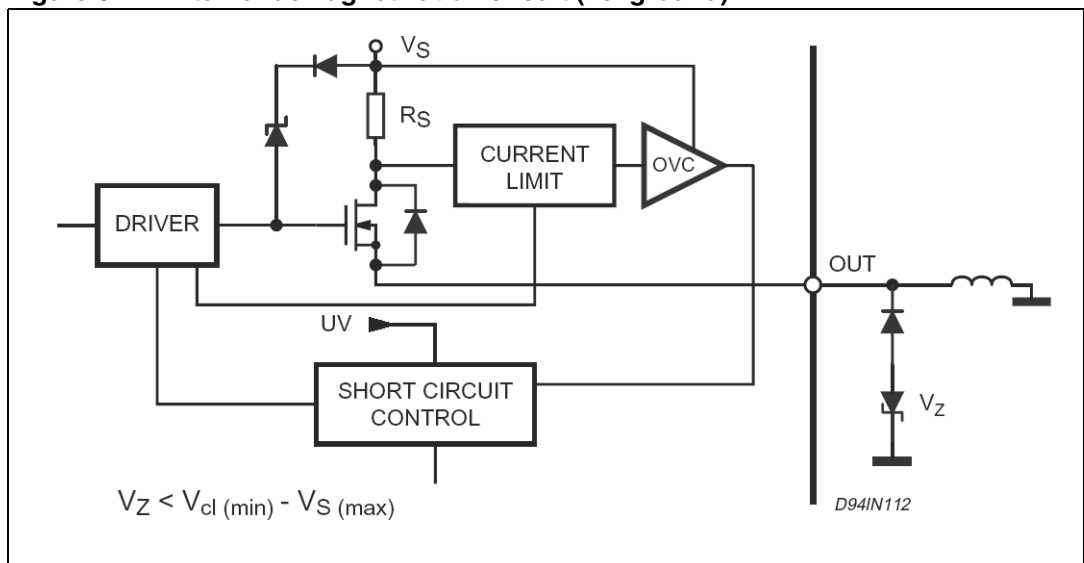 VS
RS
CURRENT
LIMIT
OVC
DRIVER
OUT
UV
SHORT CIRCUIT
CONTROL
VZ
VZ < Vcl (min) - VS (max)
D94IN112